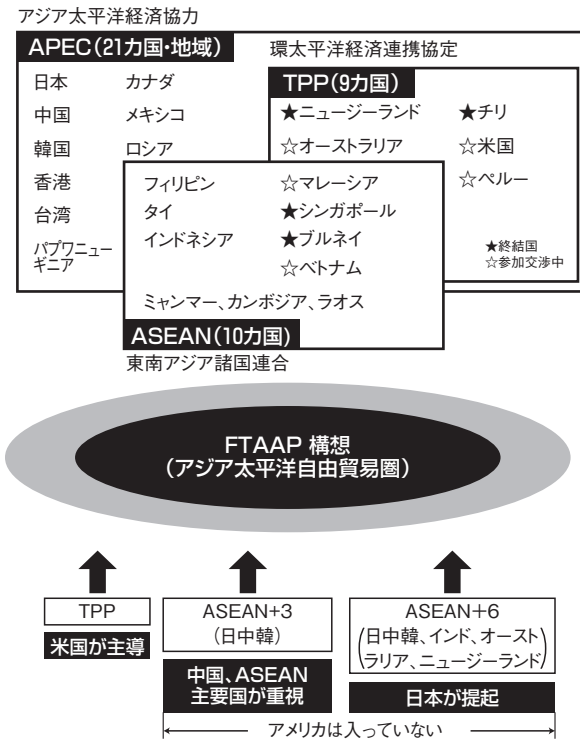 アジア太平洋経済協力
APEC(21カ国・地域)
環太平洋経済連携協定
日本 カナダ
TPP(9カ国)
中国 メキシコ
★ニュージーランド ★チリ
韓国 ロシア
☆オーストラリア ☆米国
香港
フィリピン ☆マレーシア
☆ペルー
台湾
タイ ★シンガポール
パプワニュー
ギニア
インドネシア ★ブルネイ
★終結国
☆参加交渉中
☆ベトナム
ミャンマー、カンボジア、ラオス
ASEAN(10カ国)
東南アジア諸国連合
FTAAP 構想
(アジア太平洋自由貿易圏)
TPP
米国が主導
ASEAN+3
(日中韓)
中国、ASEAN
主要国が重視
ASEAN+6
(日中韓、インド、オースト
ラリア、ニュージーランド)
日本が提起
アメリカは入っていない